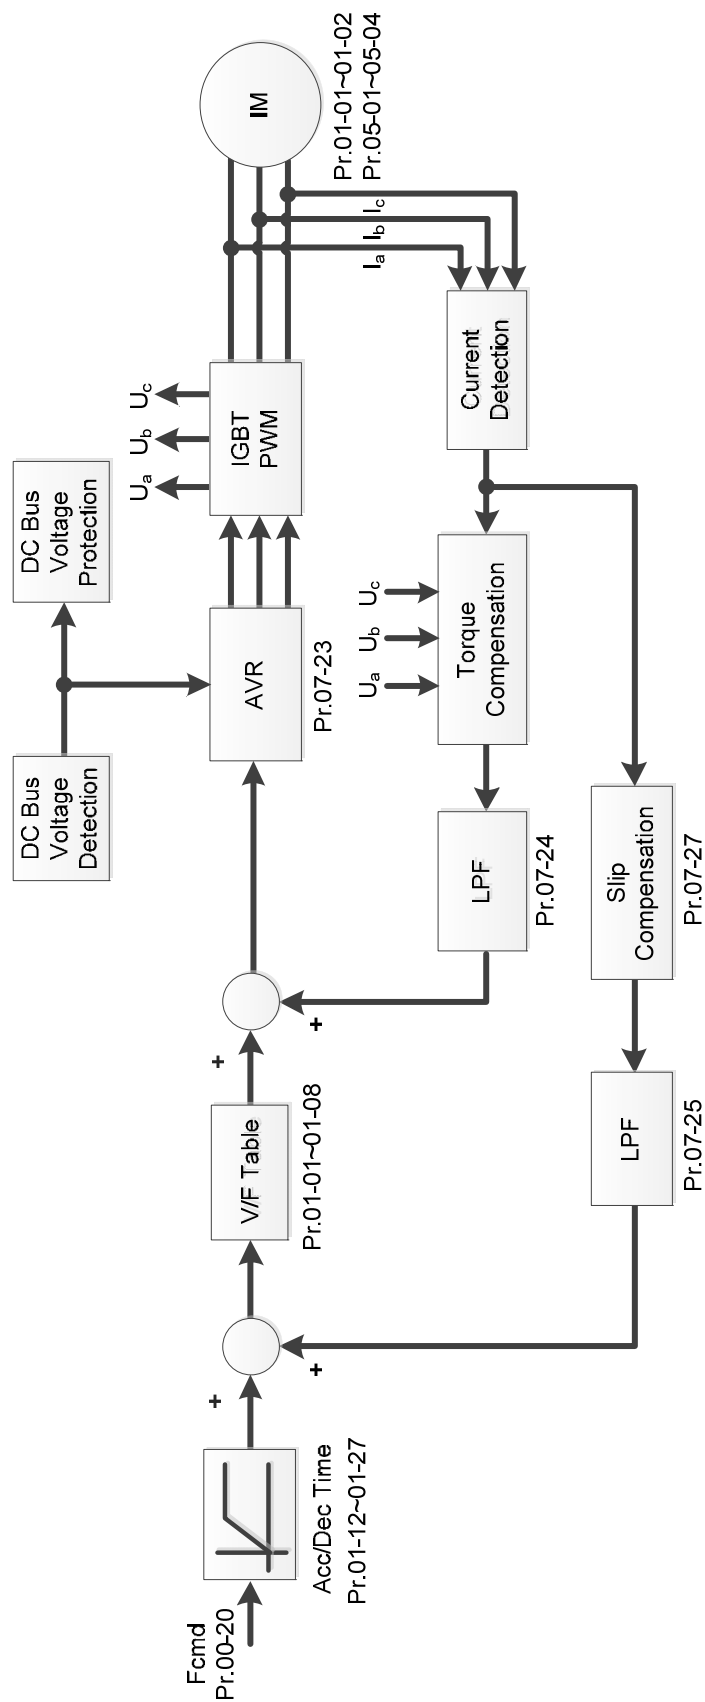 Fcmd
Pr.00-20
Acc/Dec Time
Pr.01-12~01-27
+
+
V/F Table
Pr.01-01~01-08
+
+
DC Bus
Voltage
Detection
DC Bus
Voltage
Protection
AVR
Pr.07-23
IGBT
PWM
Ua
Ub
Uc
IM
Pr.01-01~01-02
Pr.05-01~05-04
Ia
Ib
Ic
Current
Detection
Ua
Ub
Uc
Torque
Compensation
LPF
Pr.07-24
Slip
Compensation
Pr.07-27
LPF
Pr.07-25